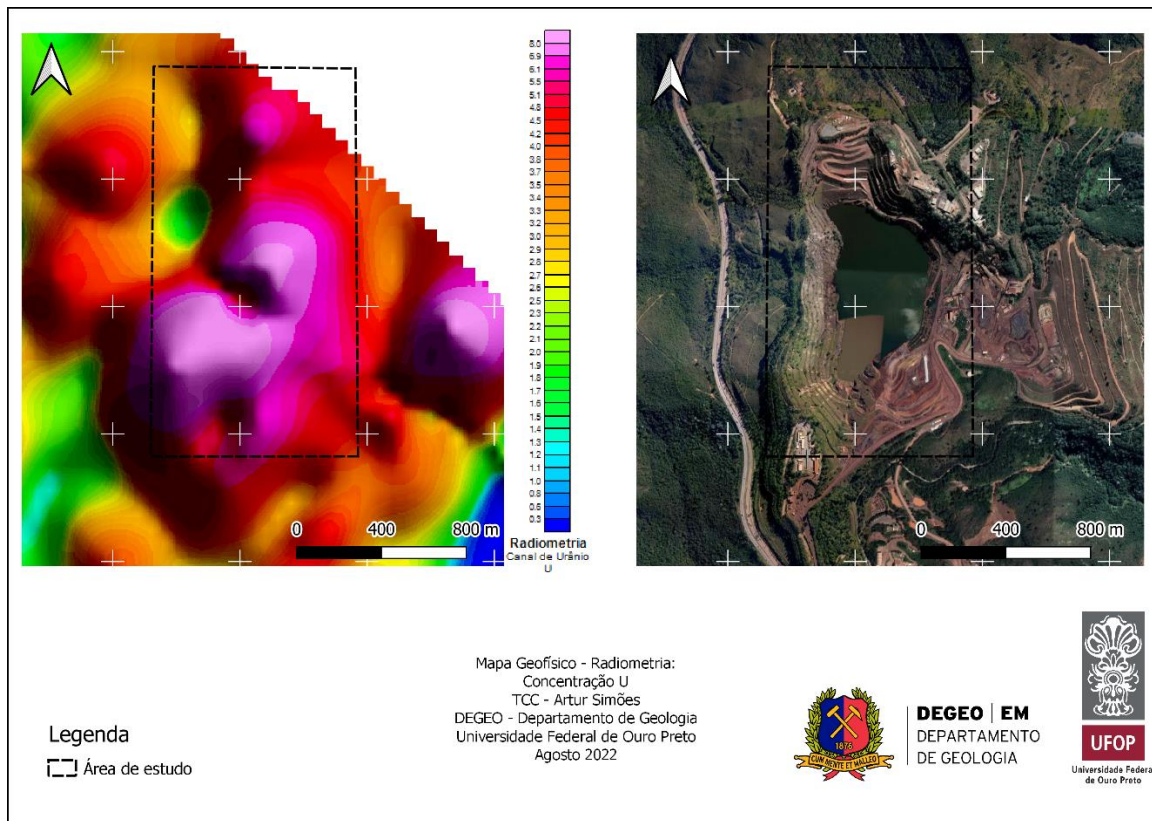 8.0
6.9
6.1
5.5
5.1
4.8
4.5
4.2
4.0
3.8
3.7
3.5
3.4
3.2
3.3
3.0
2.9
2.8
2.7
2.6
2.5
2.3
2.2
2.1
2.0
1.9
1.8
1.7
1.6
1.5
1.4
1.3
1.2
1.1
1.0
0.8
0.6
0.3
0 400 800 m
Radiometria
Canal de Urânio
U
0 400 800 m
Mapa Geofísico - Radiometria:
Concentração U
TCC - Artur Simões
DEGEO - Departamento de Geologia
Universidade Federal de Ouro Preto
Agosto 2022
Legenda
Área de estudo
1876
CUM MENTE ET MALLEO
DEGEO | EM
DEPARTAMENTO
DE GEOLOGIA
UFOP
Universidade Federal
de Ouro Preto